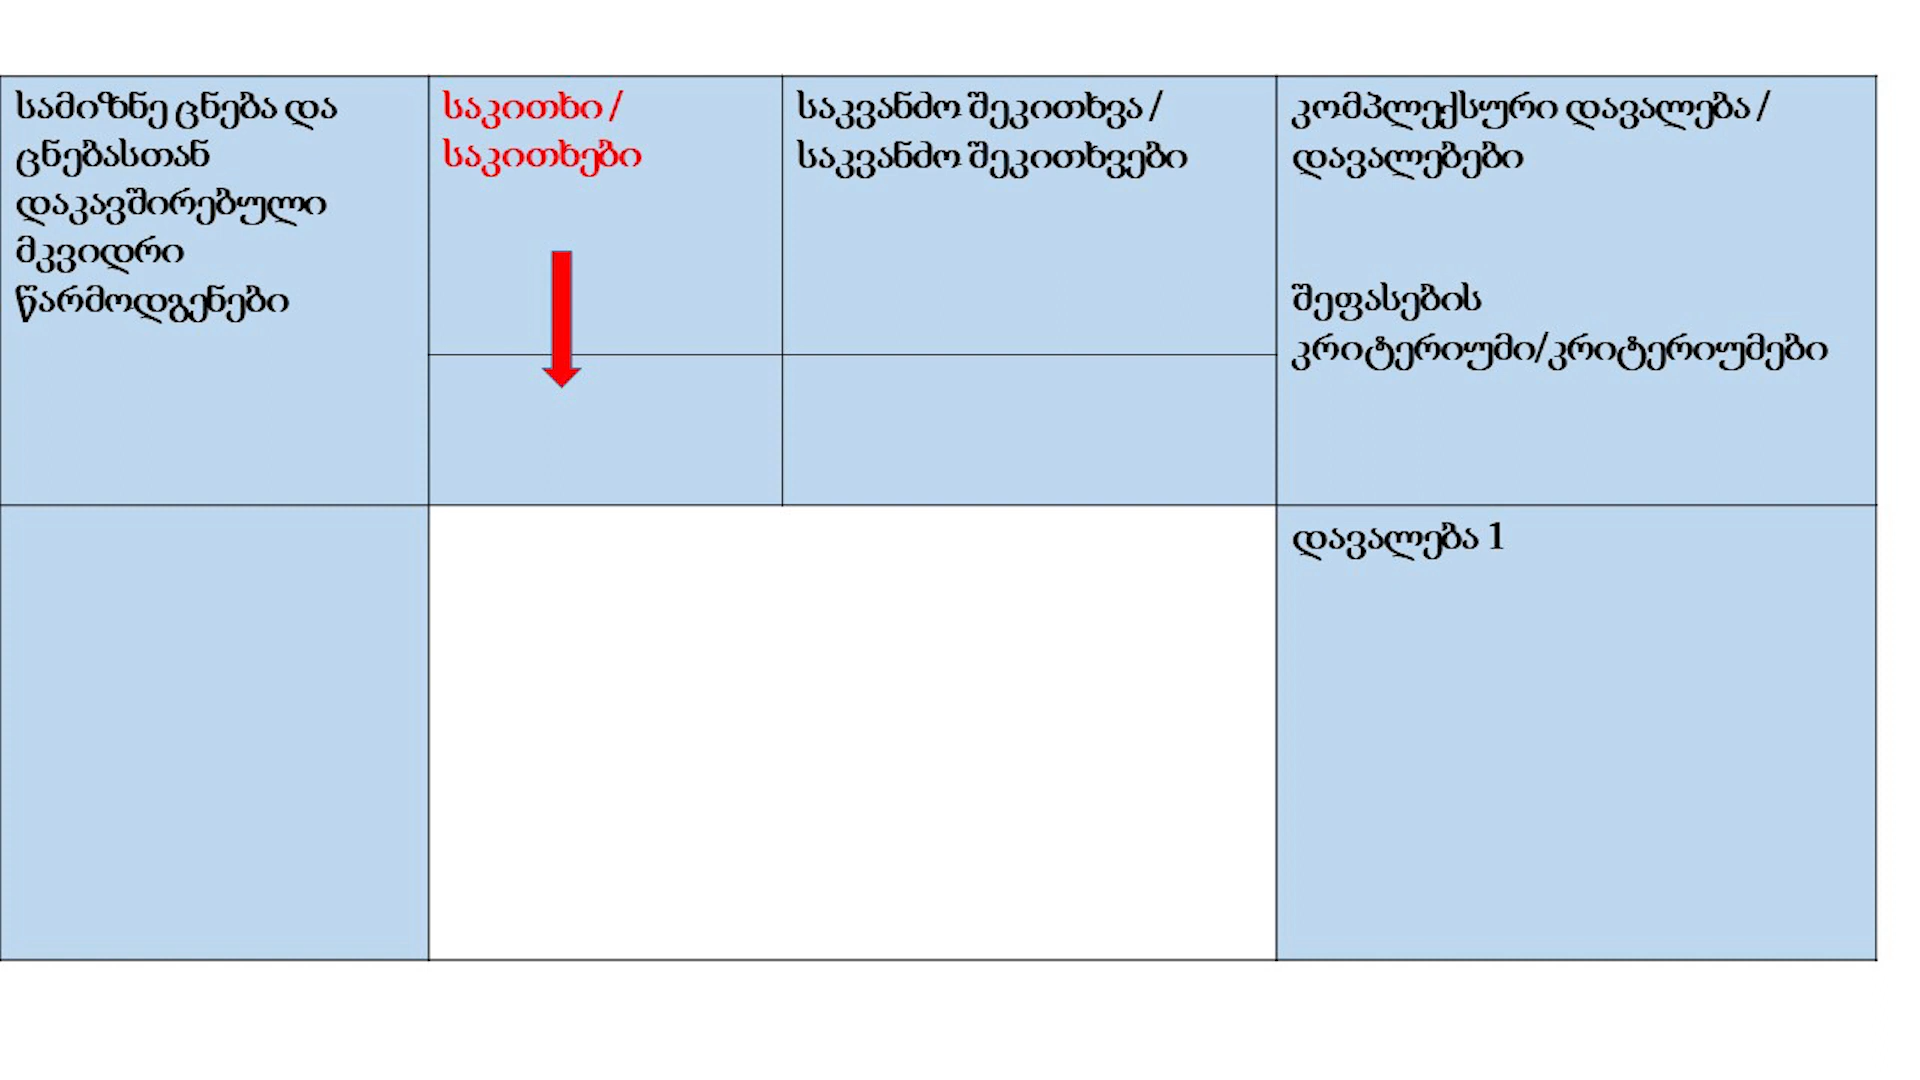 სამიზნე ცნება და
ცნებასთან
დაკავშირებული
მკვიდრი
წარმოდგენები
საკითხი /
საკითხები
საკვანძო შეკითხვა /
საკვანძო შეკითხვები
კომპლექსური დავალება /
დავალებები
შეფასების
კრიტერიუმი/კრიტერიუმები
დავალება 1